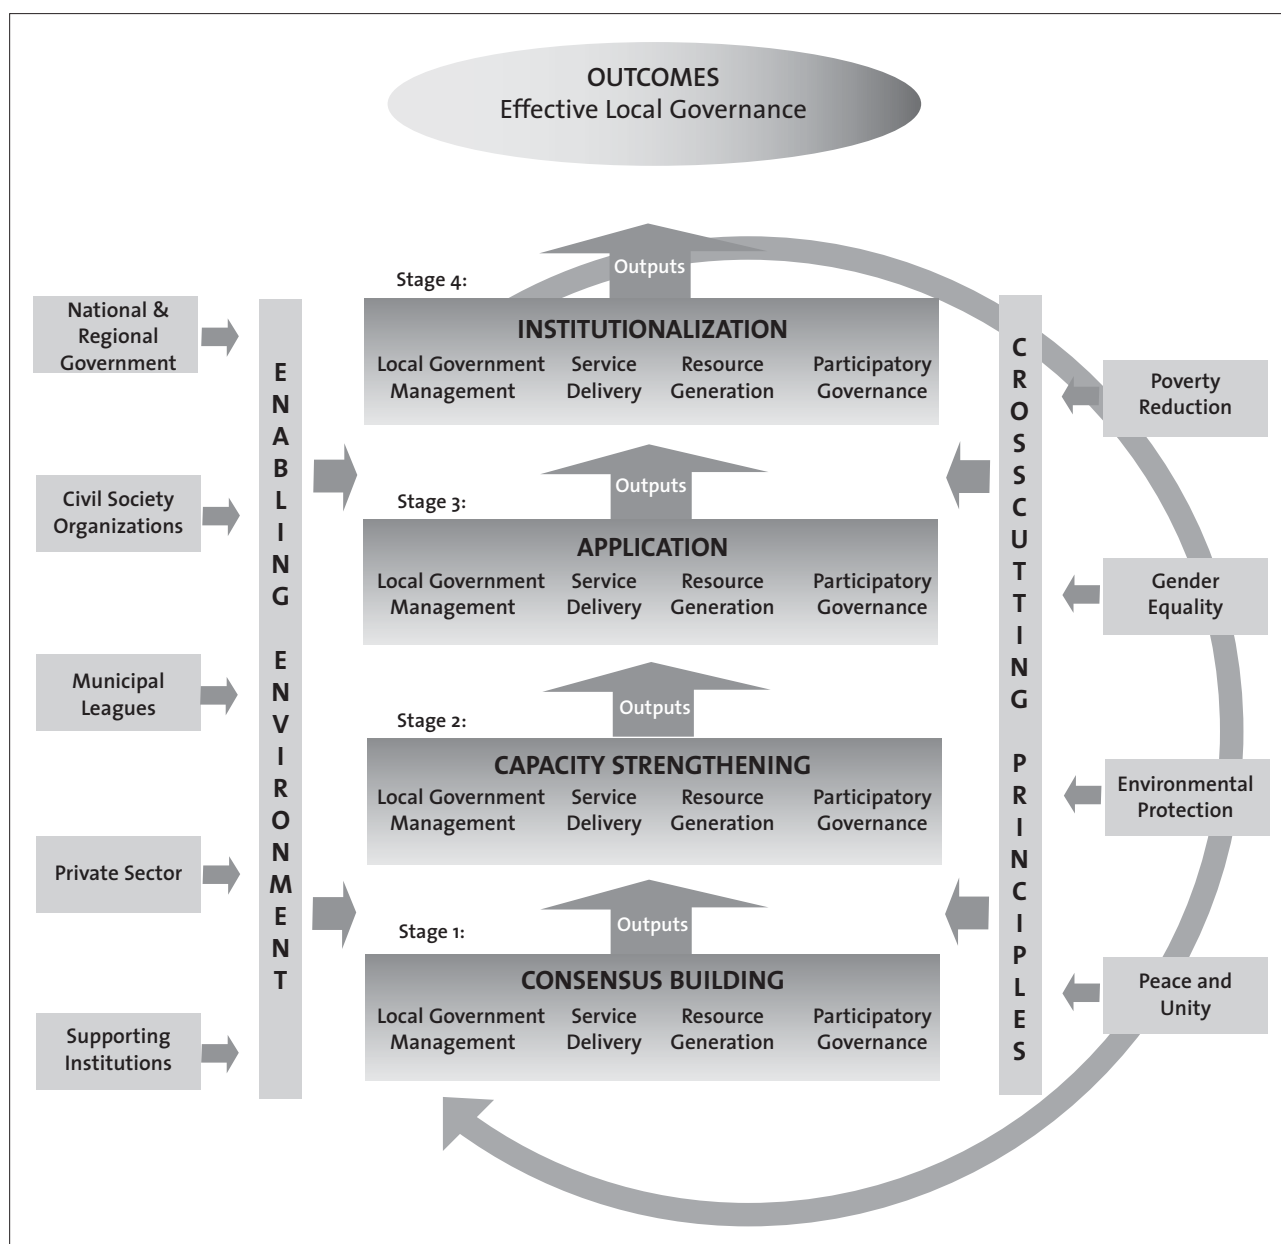 OUTCOMES
Effective Local Governance
Outputs
Stage 4:
INSTITUTIONALIZATION
Local Government
Management
Service
Delivery
Resource
Generation
Participatory
Governance
Outputs
Stage 3:
APPLICATION
Local Government
Management
Service
Delivery
Resource
Generation
Participatory
Governance
Outputs
Stage 2:
CAPACITY STRENGTHENING
Local Government
Management
Service
Delivery
Resource
Generation
Participatory
Governance
Outputs
Stage 1:
CONSENSUS BUILDING
Local Government
Management
Service
Delivery
Resource
Generation
Participatory
Governance
National &
Regional
Government
Civil Society
Organizations
Municipal
Leagues
Private Sector
Supporting
Institutions
ENABLING ENVIRONMENT
CROSSCUTTING PRINCIPLES
Poverty
Reduction
Gender
Equality
Environmental
Protection
Peace and
Unity